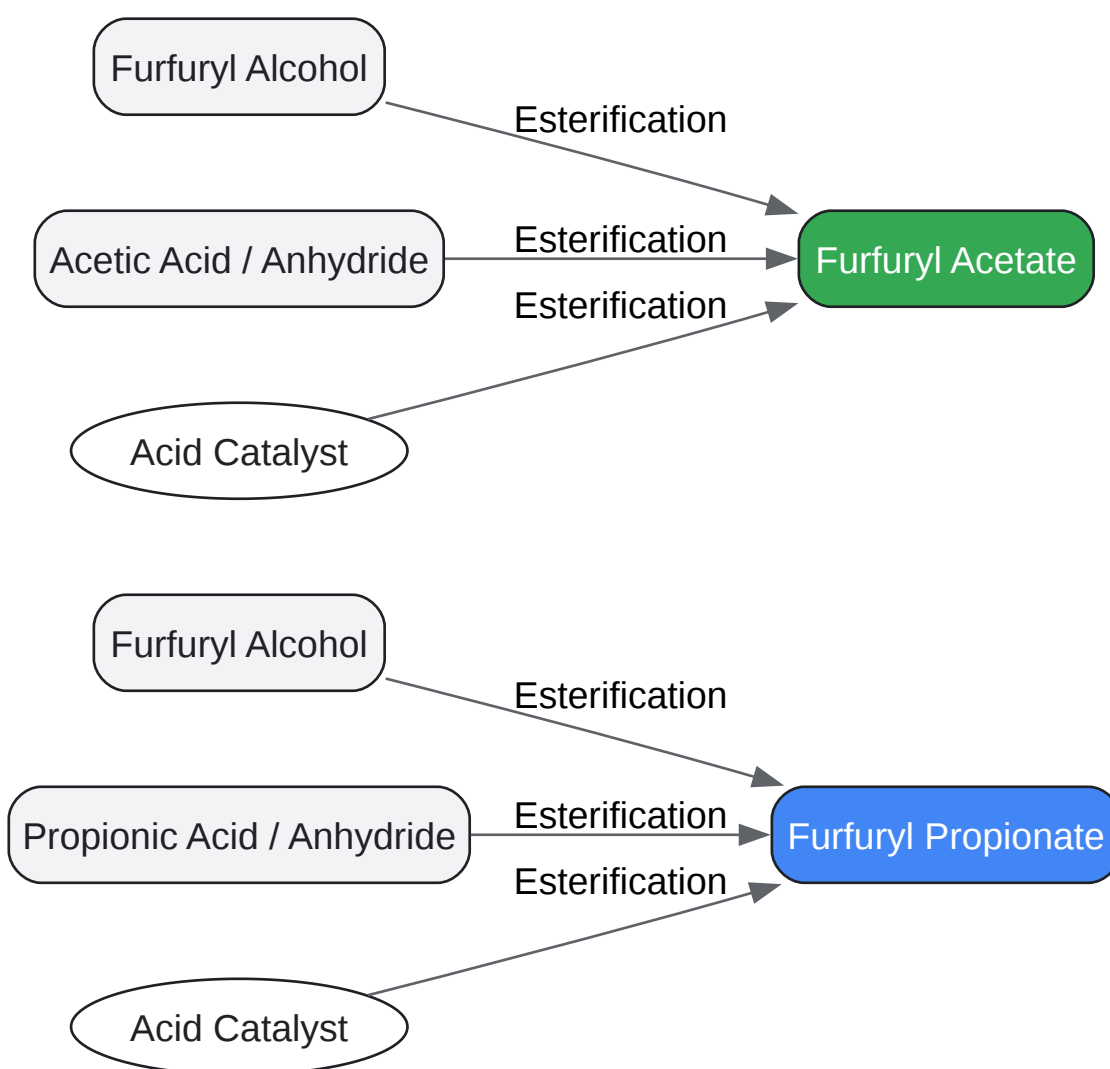 Furfuryl Alcohol
Esterification
Acetic Acid / Anhydride
Esterification
Furfuryl Acetate
Esterification
Acid Catalyst
Furfuryl Alcohol
Esterification
Propionic Acid / Anhydride
Esterification
Furfuryl Propionate
Esterification
Acid Catalyst